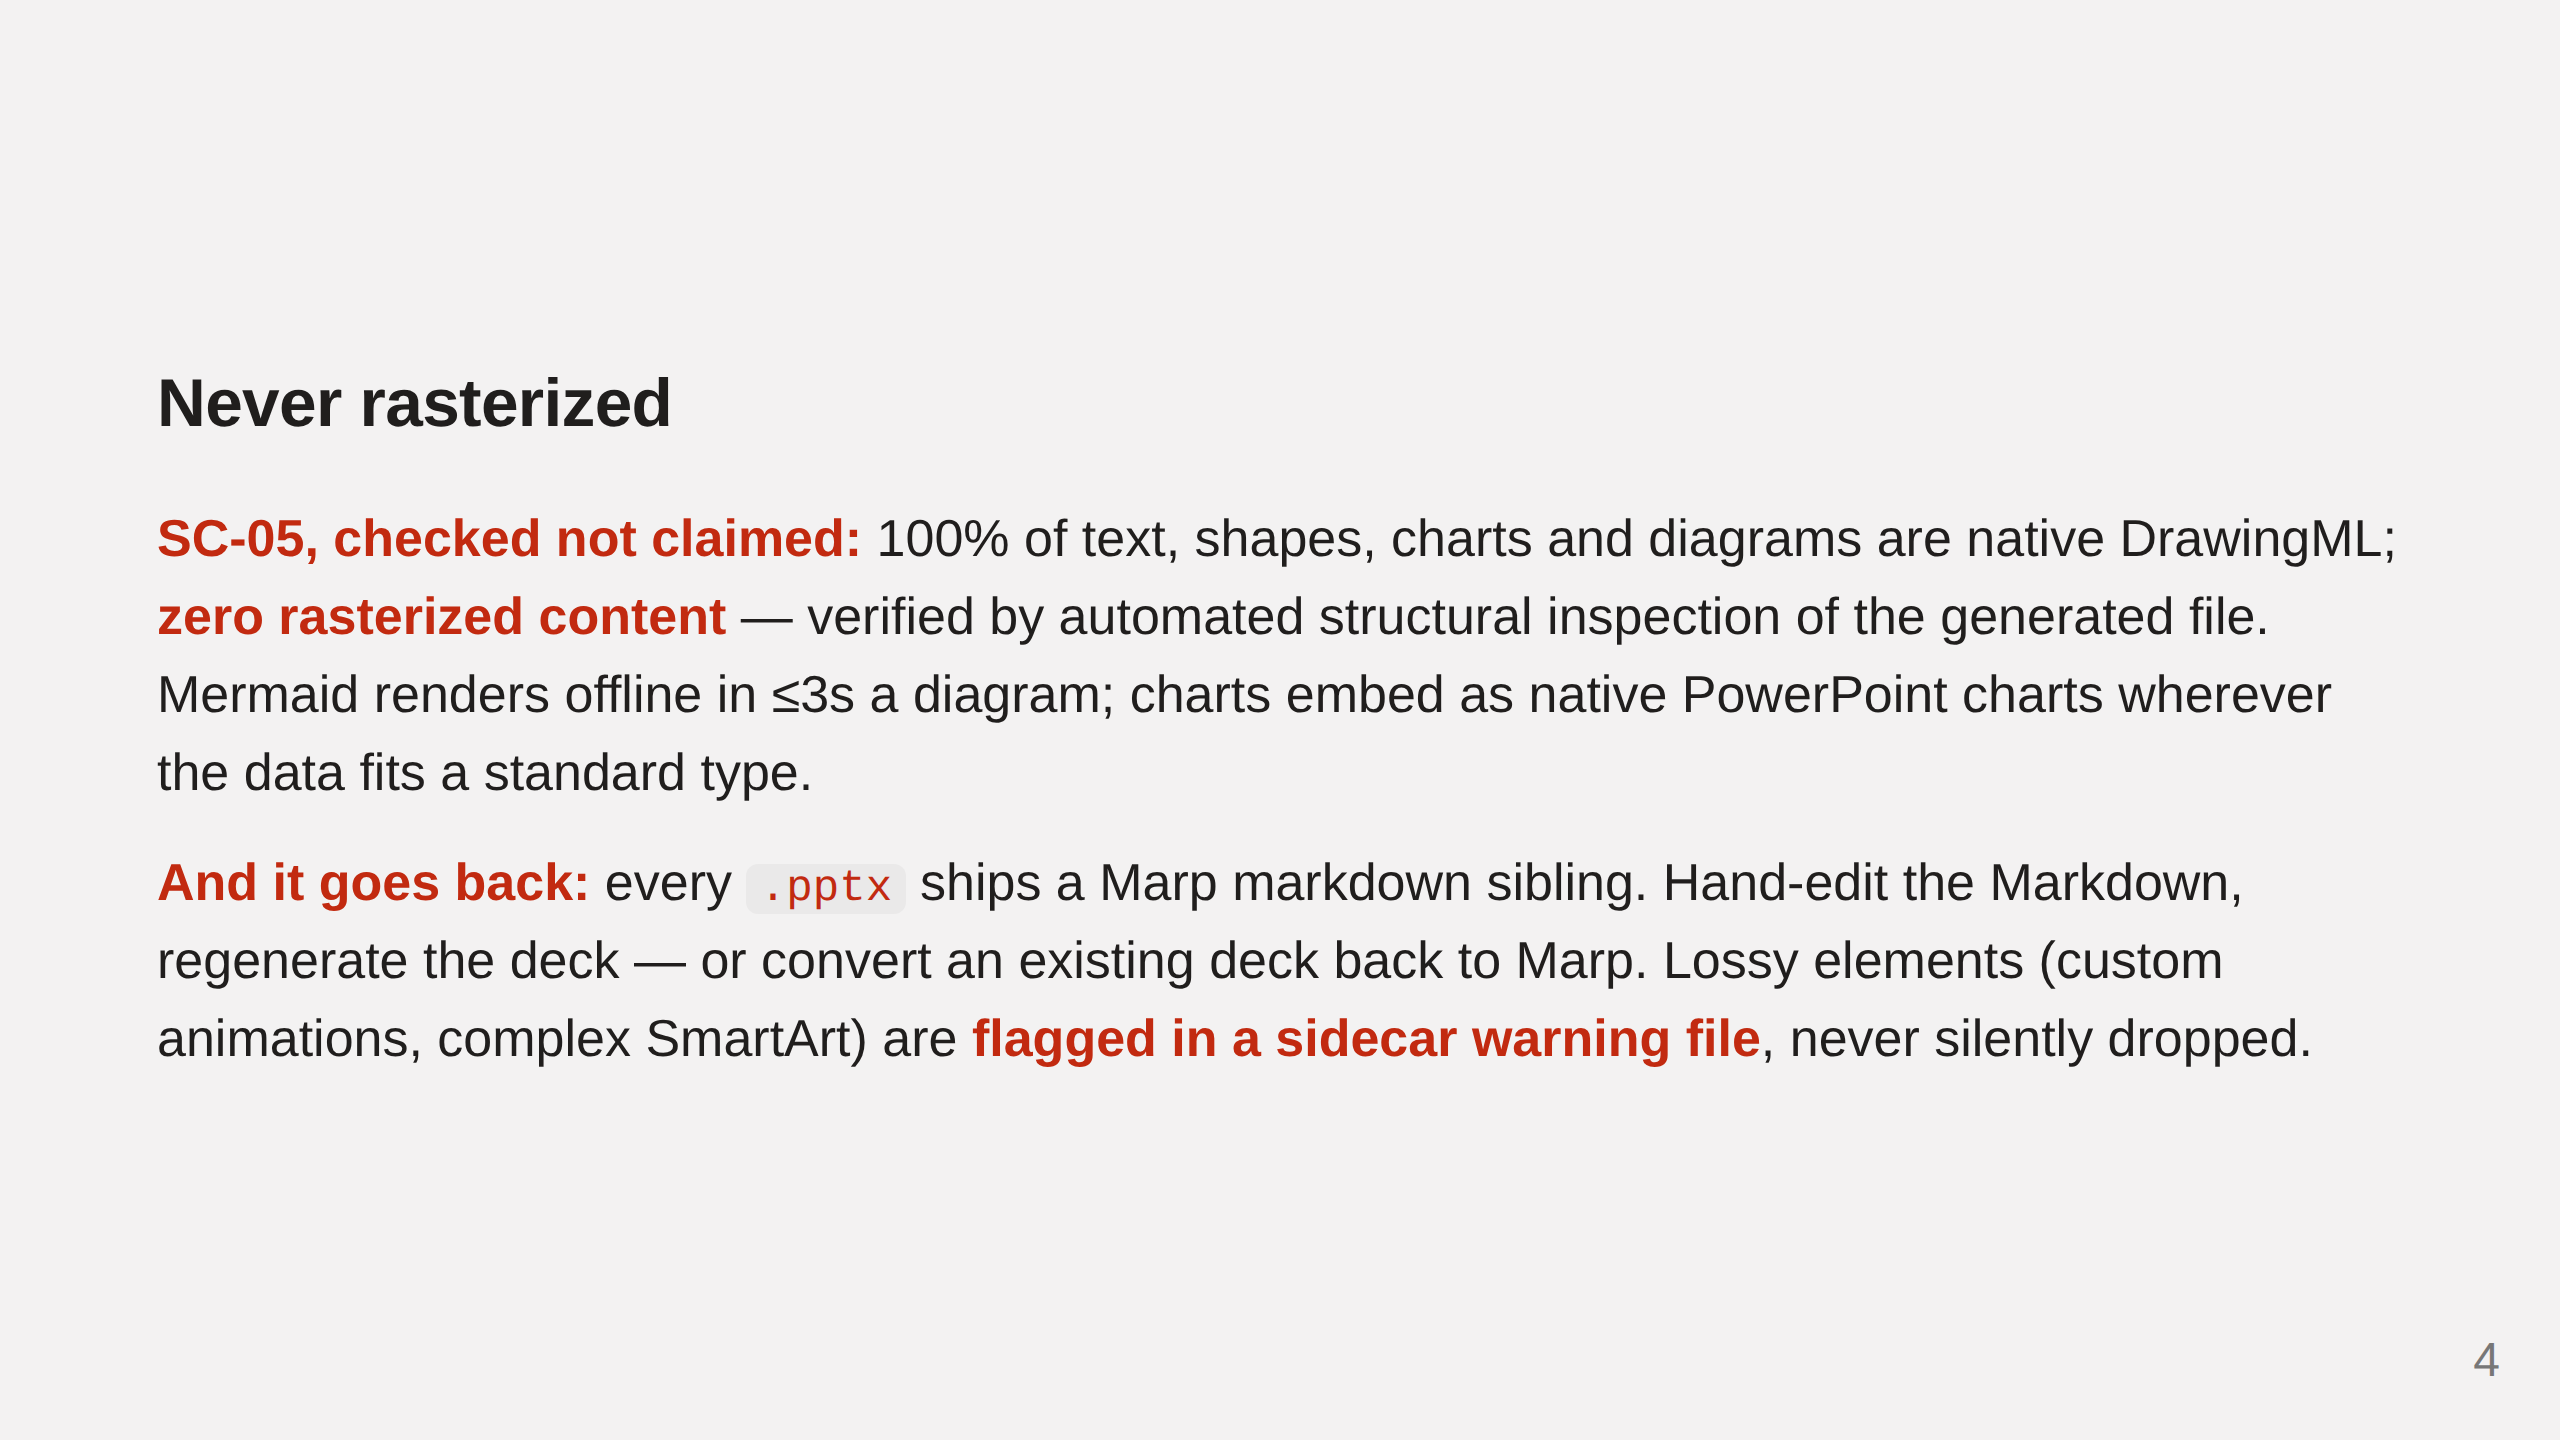 Never rasterized
SC-05, checked not claimed: 100% of text, shapes, charts and diagrams are native DrawingML;
zero rasterized content — verified by automated structural inspection of the generated file.
Mermaid renders offline in ≤3s a diagram; charts embed as native PowerPoint charts wherever
the data fits a standard type.
And it goes back: every .pptx ships a Marp markdown sibling. Hand-edit the Markdown,
regenerate the deck — or convert an existing deck back to Marp. Lossy elements (custom
animations, complex SmartArt) are flagged in a sidecar warning file, never silently dropped.
4